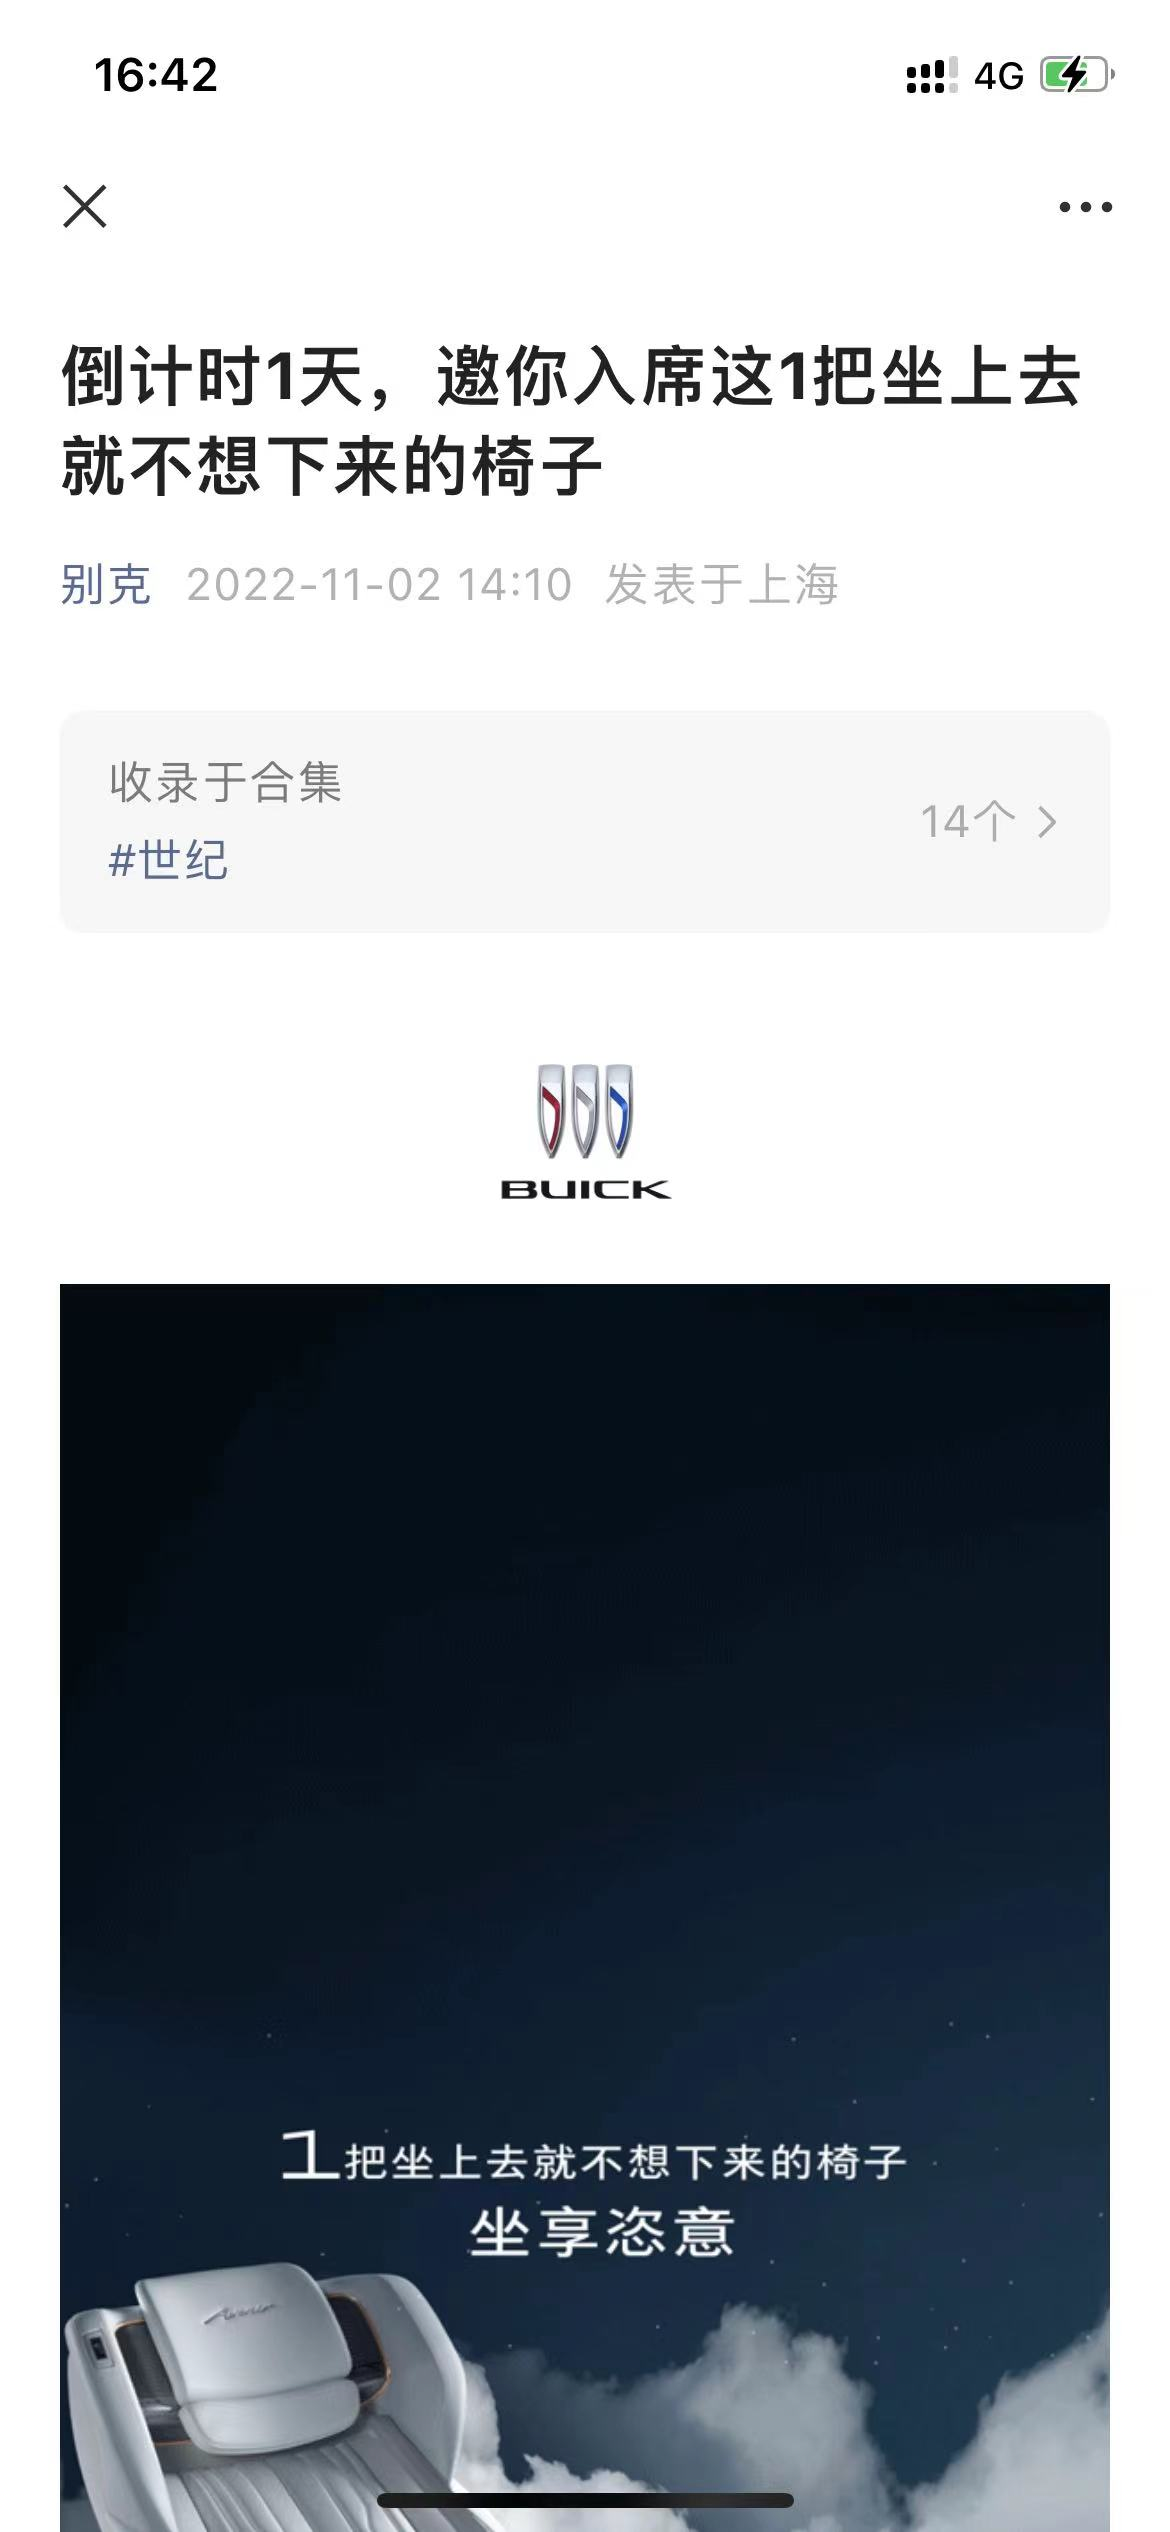 16:42
4G
倒计时1天，邀你入席这1把坐上去
就不想下来的椅子
别克 2022-11-02 14:10 发表于上海
收录于合集
14个
#世纪
BUICK
1把坐上去就不想下来的椅子
坐享恣意
Avenir